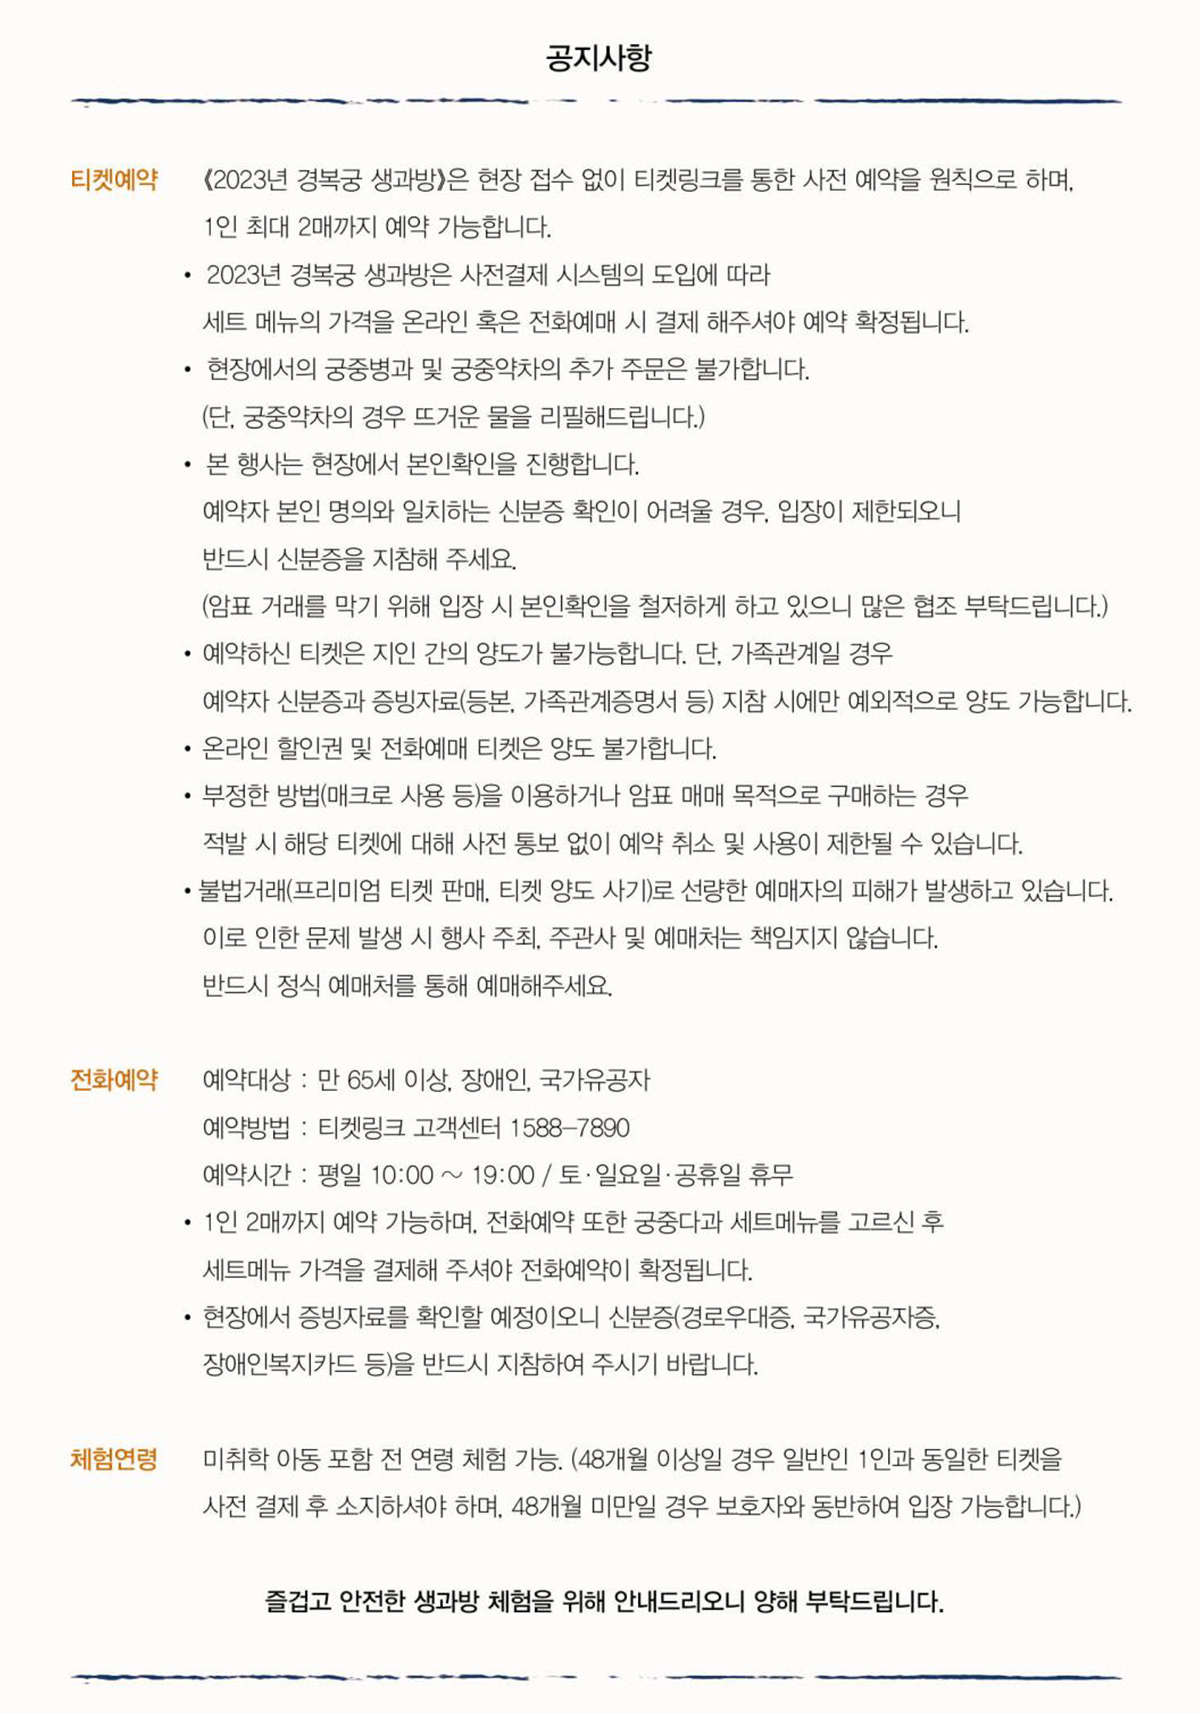 공지사항
티켓예약 《2023년 경복궁 생과방》은 현장 접수 없이 티켓링크를 통한 사전 예약을 원칙으로 하며,
1인 최대 2매까지 예약 가능합니다.
• 2023년 경복궁 생과방은 사전결제 시스템의 도입에 따라
세트 메뉴의 가격을 온라인 혹은 전화예매 시 결제 해주셔야 예약 확정됩니다.
• 현장에서의 궁중병과 및 궁중약차의 추가 주문은 불가합니다.
(단, 궁중약차의 경우 뜨거운 물을 리필해드립니다.)
• 본 행사는 현장에서 본인확인을 진행합니다.
예약자 본인 명의와 일치하는 신분증 확인이 어려울 경우, 입장이 제한되오니
반드시 신분증을 지참해 주세요.
(암표 거래를 막기 위해 입장 시 본인확인을 철저하게 하고 있으니 많은 협조 부탁드립니다.)
• 예약하신 티켓은 지인 간의 양도가 불가능합니다. 단, 가족관계일 경우
예약자 신분증과 증빙자료(등본, 가족관계증명서 등) 지참 시에만 예외적으로 양도 가능합니다.
• 온라인 할인권 및 전화예매 티켓은 양도 불가합니다.
• 부정한 방법(매크로 사용 등)을 이용하거나 암표 매매 목적으로 구매하는 경우
적발 시 해당 티켓에 대해 사전 통보 없이 예약 취소 및 사용이 제한될 수 있습니다.
• 불법거래(프리미엄 티켓 판매, 티켓 양도 사기)로 선량한 예매자의 피해가 발생하고 있습니다.
이로 인한 문제 발생 시 행사 주최, 주관사 및 예매처는 책임지지 않습니다.
반드시 정식 예매처를 통해 예매해주세요.
전화예약 예약대상 : 만 65세 이상, 장애인, 국가유공자
예약방법 : 티켓링크 고객센터 1588-7890
예약시간 : 평일 10:00 ~ 19:00 / 토·일요일·공휴일 휴무
• 1인 2매까지 예약 가능하며, 전화예약 또한 궁중다과 세트메뉴를 고르신 후
세트메뉴 가격을 결제해 주셔야 전화예약이 확정됩니다.
• 현장에서 증빙자료를 확인할 예정이오니 신분증(경로우대증, 국가유공자증,
장애인복지카드 등)을 반드시 지참하여 주시기 바랍니다.
체험연령 미취학 아동 포함 전 연령 체험 가능. (48개월 이상일 경우 일반인 1인과 동일한 티켓을
사전 결제 후 소지하셔야 하며, 48개월 미만일 경우 보호자와 동반하여 입장 가능합니다.)
즐겁고 안전한 생과방 체험을 위해 안내드리오니 양해 부탁드립니다.